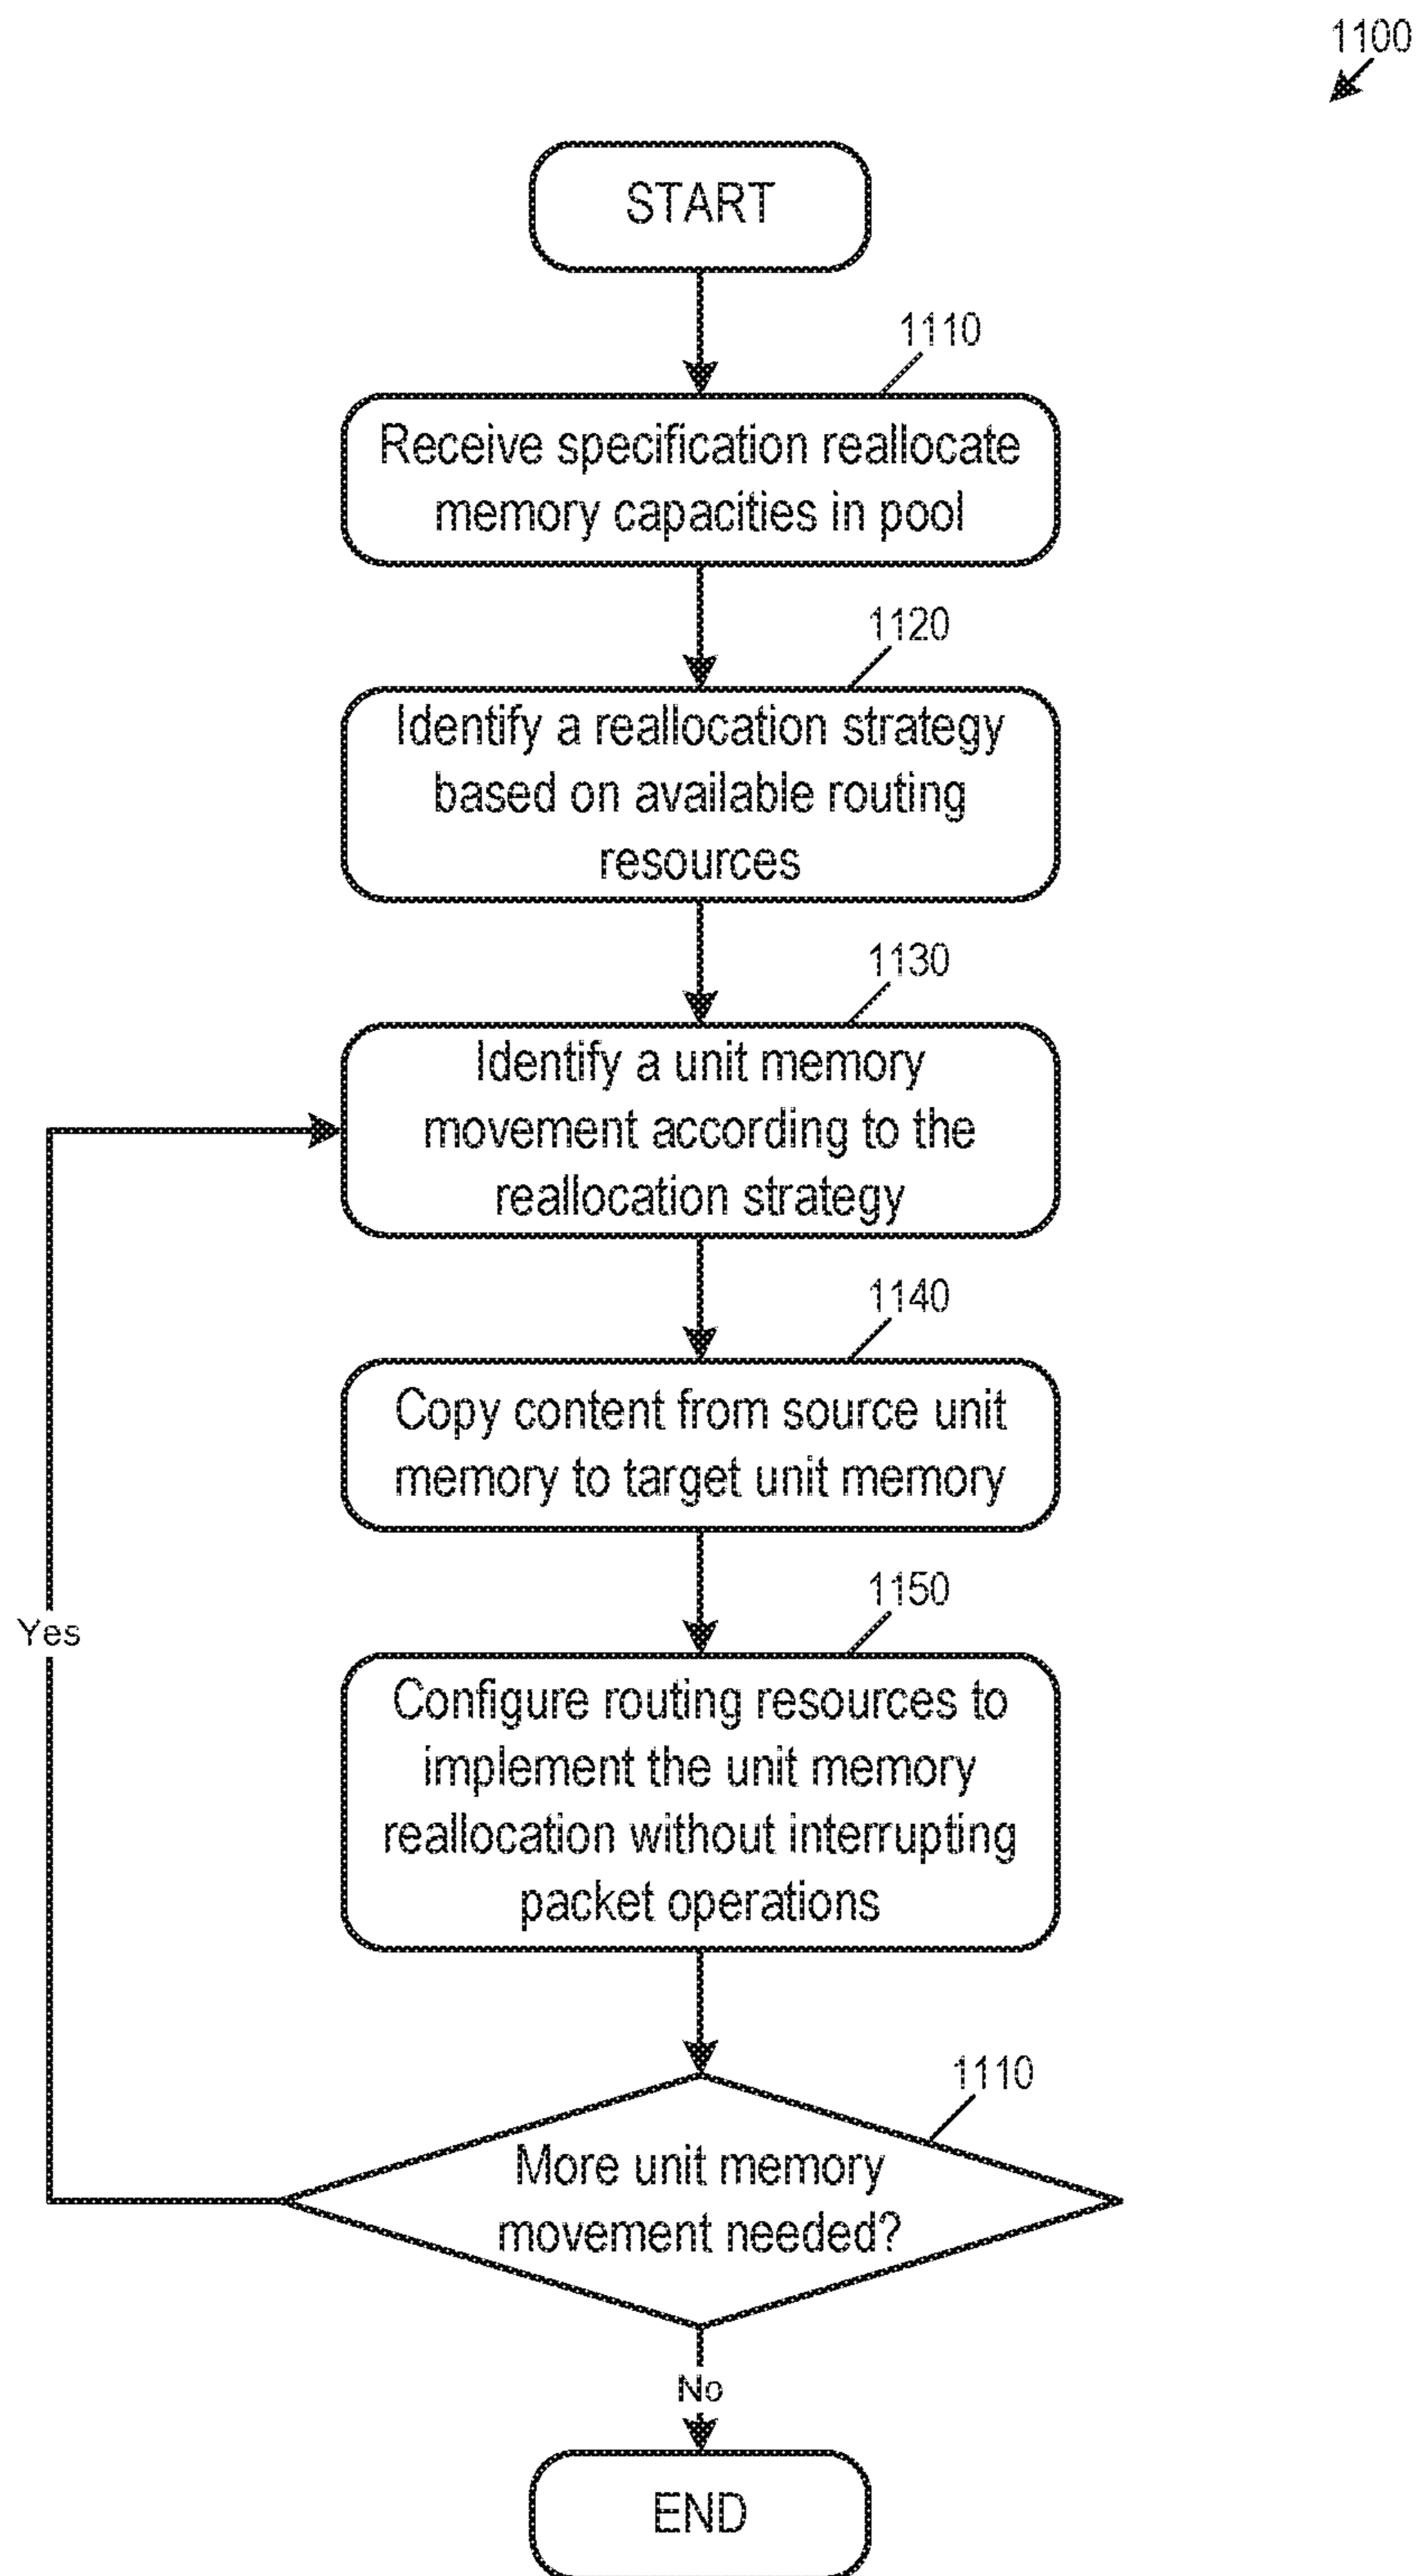 1100
START
1110
Receive specification reallocate
memory capacities in pool
1120
Identify a reallocation strategy
based on available routing
resources
1130
Identify a unit memory
movement according to the
reallocation strategy
1140
Copy content from source unit
memory to target unit memory
1150
Yes
Configure routing resources to
implement the unit memory
reallocation without interrupting
packet operations
1110
More unit memory
movement needed?
No
END